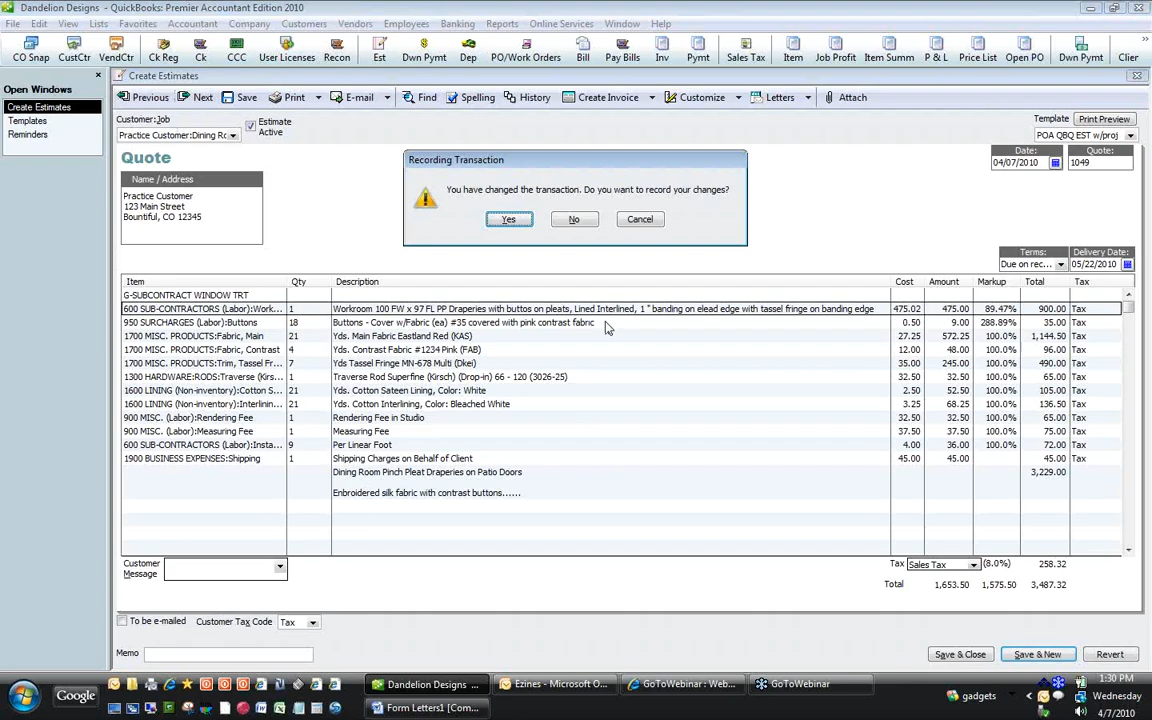 Dandelion Designs - QuickBooks: Premier Accountant Edition 2010
File Edit View Lists Favorites Accountant Company Customers Vendors Employees Banking Reports Online Services Window Help
CO Snap CustCtr VendCtr Ck Reg Ck CCC User Licenses Recon Est Dwn Pymt Dep PO/Work Orders Bill Pay Bills Inv Pymt Sales Tax Item Job Profit Item Summ P & L Price List Open PO Dwn Pymt Clier
Open Windows
Create Estimates
Templates
Reminders
Create Estimates
Previous Next Save Print E-mail Find Spelling History Create Invoice Customize Letters Attach
Customer:Job
Estimate Active
Template Print Preview
Practice Customer:Dining Rc
POA QBQ EST w/proj
Quote
Date: Quote:
04/07/2010 1049
Name / Address
Practice Customer
123 Main Street
Bountiful, CO 12345
Recording Transaction
You have changed the transaction. Do you want to record your changes?
Yes No Cancel
Terms: Delivery Date:
Due on rec... 05/22/2010
Item Qty Description Cost Amount Markup Total Tax
G-SUBCONTRACT WINDOW TRT
600 SUB-CONTRACTORS (Labor):Work... 1 Workroom 100 FW x 97 FL PP Draperies with buttos on pleats, Lined Interlined, 1 " banding on elead edge with tassel fringe on banding edge 475.02 475.00 89.47% 900.00 Tax
950 SURCHARGES (Labor):Buttons 18 Buttons - Cover w/Fabric (ea) #35 covered with pink contrast fabric 0.50 9.00 288.89% 35.00 Tax
1700 MISC. PRODUCTS:Fabric, Main 21 Yds. Main Fabric Eastland Red (KAS) 27.25 572.25 100.0% 1,144.50 Tax
1700 MISC. PRODUCTS:Fabric, Contrast 4 Yds. Contrast Fabric #1234 Pink (FAB) 12.00 48.00 100.0% 96.00 Tax
1700 MISC. PRODUCTS:Trim, Tassel Fr... 7 Yds Tassel Fringe MN-678 Multi (Dkei) 35.00 245.00 100.0% 490.00 Tax
1300 HARDWARE:RODS:Traverse (Kirs... 1 Traverse Rod Superfine (Kirsch) (Drop-in) 66 - 120 (3026-25) 32.50 32.50 100.0% 65.00 Tax
1600 LINING (Non-inventory):Cotton S... 21 Yds. Cotton Sateen Lining, Color: White 2.50 52.50 100.0% 105.00 Tax
1600 LINING (Non-inventory):Interlinin... 21 Yds. Cotton Interlining, Color: Bleached White 3.25 68.25 100.0% 136.50 Tax
900 MISC. (Labor):Rendering Fee 1 Rendering Fee in Studio 32.50 32.50 100.0% 65.00 Tax
900 MISC. (Labor):Measuring Fee 1 Measuring Fee 37.50 37.50 100.0% 75.00 Tax
600 SUB-CONTRACTORS (Labor):Insta... 9 Per Linear Foot 4.00 36.00 100.0% 72.00 Tax
1900 BUSINESS EXPENSES:Shipping 1 Shipping Charges on Behalf of Client 45.00 45.00 45.00 Tax
Dining Room Pinch Pleat Draperies on Patio Doors 3,229.00
Enbroidered silk fabric with contrast buttons......
Customer Message
Tax Sales Tax (8.0%) 258.32
Total 1,653.50 1,575.50 3,487.32
To be e-mailed Customer Tax Code Tax
Memo
Save & Close Save & New Revert
Google Dandelion Designs ... Ezines - Microsoft O... GoToWebinar : Web... GoToWebinar
Form Letters1 [Com...
gadgets
1:30 PM
Wednesday
4/7/2010